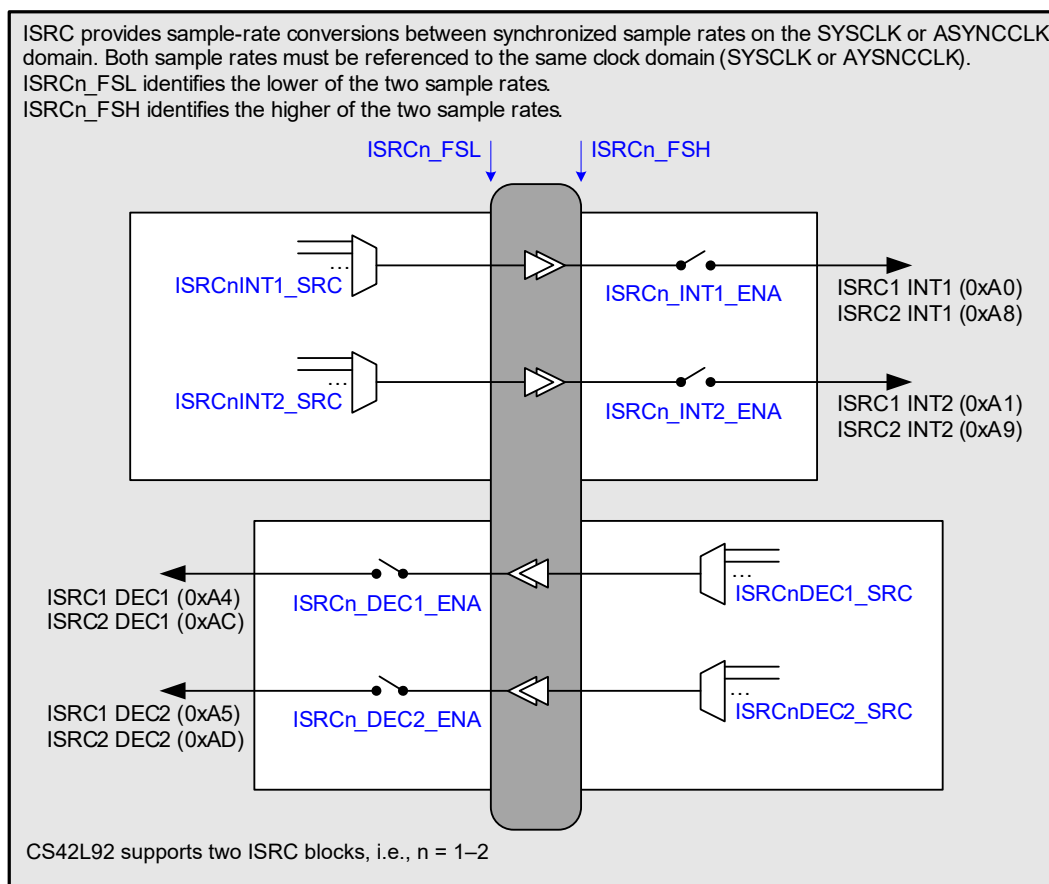 ISRC provides sample-rate conversions between synchronized sample rates on the SYSCLK or ASYNCCLK
domain. Both sample rates must be referenced to the same clock domain (SYSCLK or AYSNCCLK).
ISRCn_FSL identifies the lower of the two sample rates.
ISRCn_FSH identifies the higher of the two sample rates.
ISRCn_FSL
ISRCn_FSH
...
ISRCnINT1_SRC
ISRCn_INT1_ENA
ISRC1 INT1 (0xA0)
ISRC2 INT1 (0xA8)
...
ISRCnINT2_SRC
ISRCn_INT2_ENA
ISRC1 INT2 (0xA1)
ISRC2 INT2 (0xA9)
ISRC1 DEC1 (0xA4)
ISRC2 DEC1 (0xAC)
ISRCn_DEC1_ENA
...
ISRCnDEC1_SRC
ISRC1 DEC2 (0xA5)
ISRC2 DEC2 (0xAD)
ISRCn_DEC2_ENA
...
ISRCnDEC2_SRC
CS42L92 supports two ISRC blocks, i.e., n = 1–2